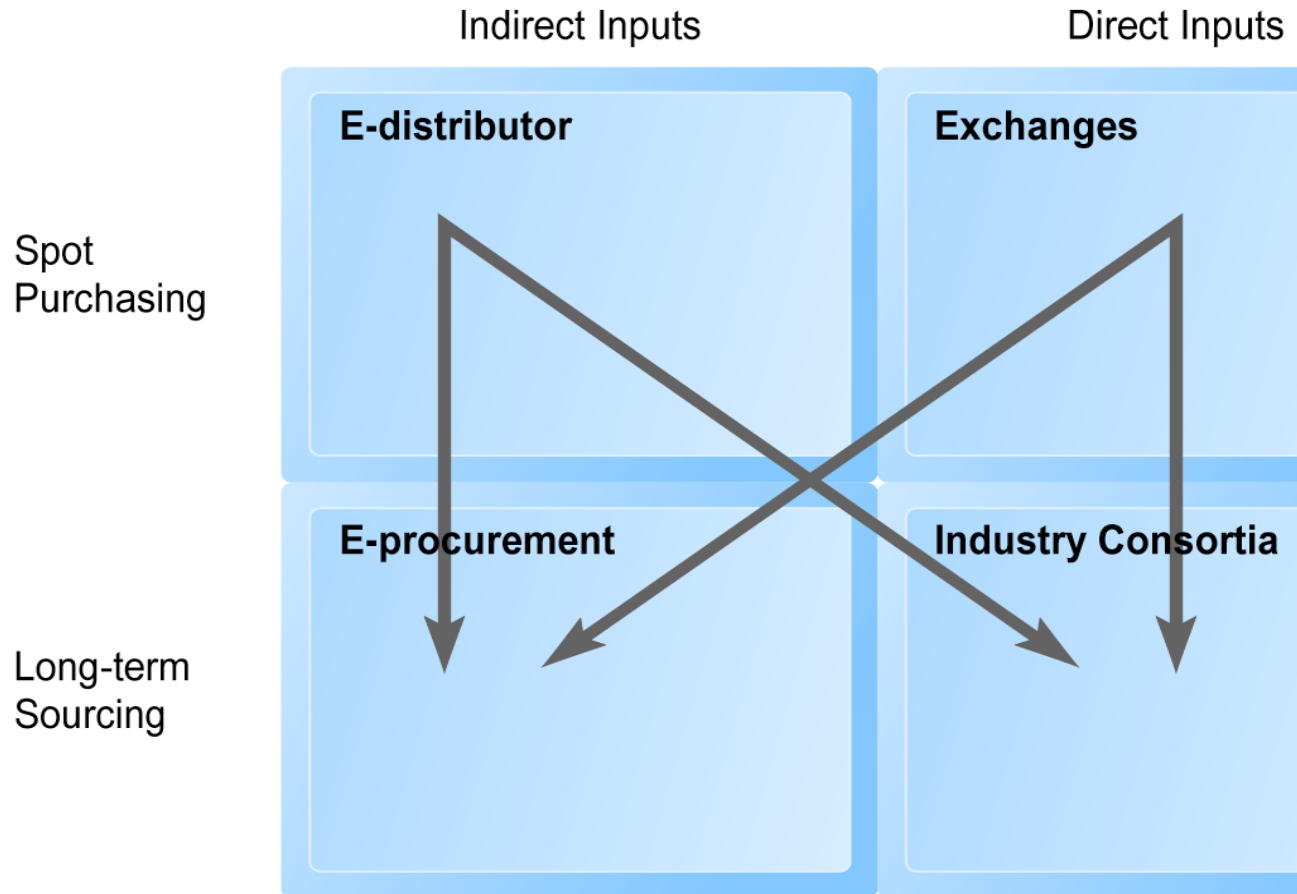 Indirect Inputs
Direct Inputs
E-distributor
Exchanges
Spot
Purchasing
E-procurement
Industry Consortia
Long-term
Sourcing